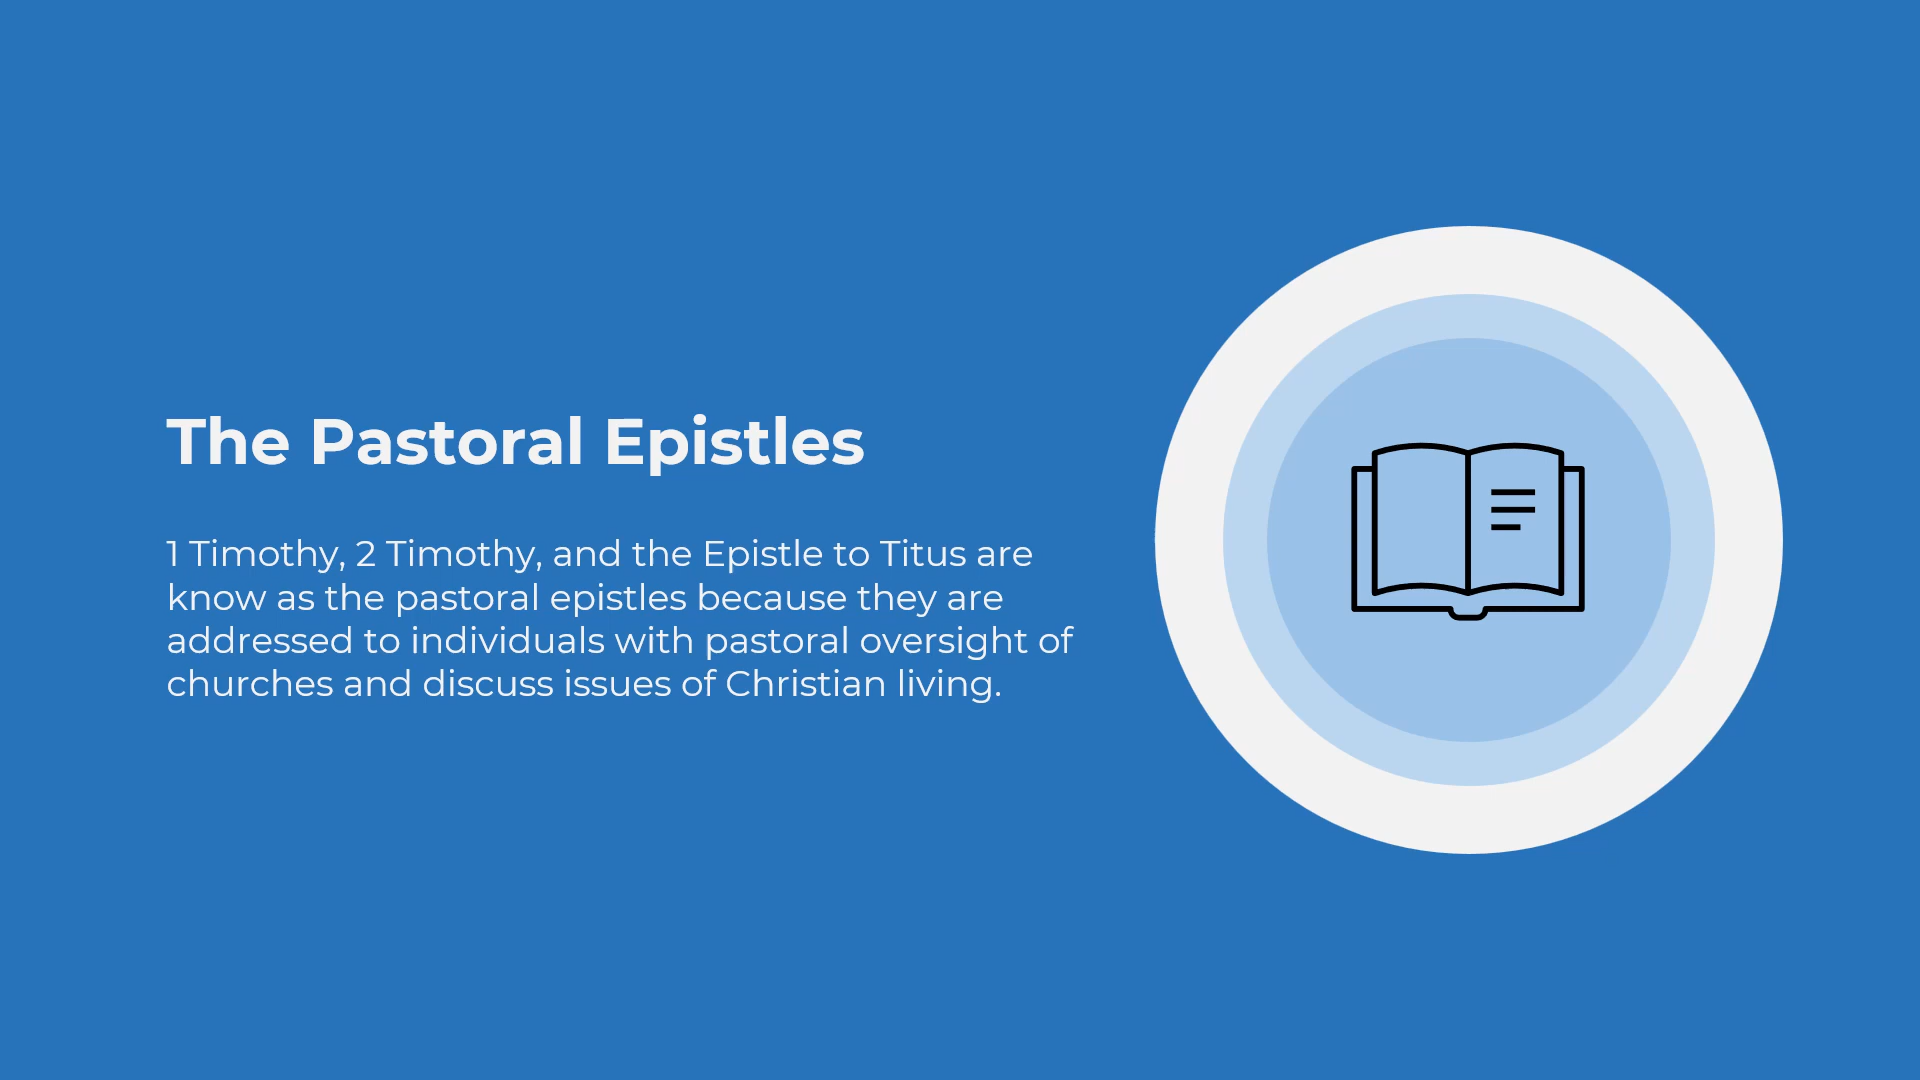 The Pastoral Epistles
1 Timothy, 2 Timothy, and the Epistle to Titus are
know as the pastoral epistles because they are
addressed to individuals with pastoral oversight of
churches and discuss issues of Christian living.